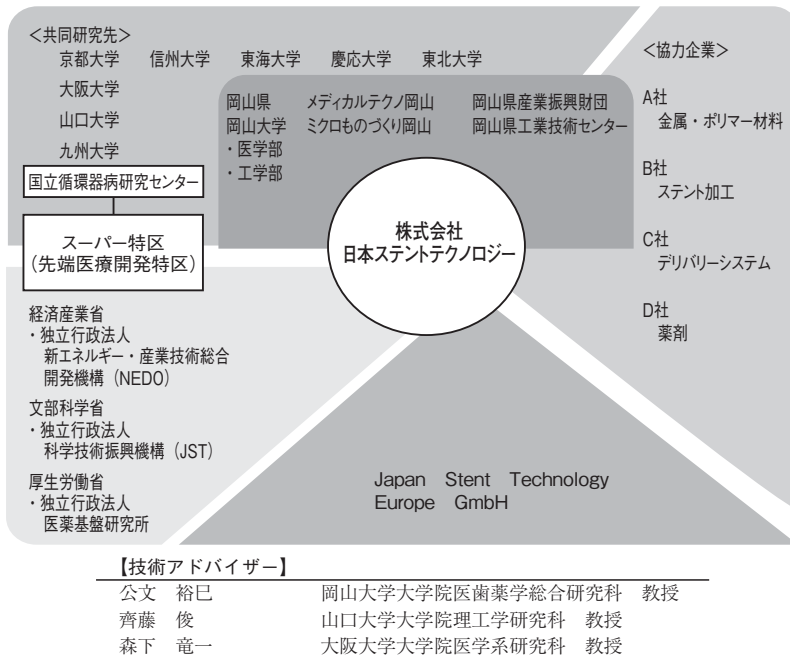 <共同研究先>
京都大学 信州大学 東海大学 慶応大学 東北大学
大阪大学
山口大学
九州大学
国立循環器病研究センター
スーパー特区
(先端医療開発特区)
岡山県 メディカルテクノ岡山 岡山県産業振興財団
岡山大学 ミクロものづくり岡山 岡山県工業技術センター
・医学部
・工学部
株式会社
日本ステントテクノロジー
<協力企業>
A社
金属・ポリマー材料
B社
ステント加工
C社
デリバリーシステム
D社
薬剤
経済産業省
・独立行政法人
新エネルギー・産業技術総合
開発機構(NEDO)
文部科学省
・独立行政法人
科学技術振興機構(JST)
厚生労働省
・独立行政法人
医薬基盤研究所
Japan Stent Technology
Europe GmbH
【技術アドバイザー】
公文 裕巳 岡山大学大学院医歯薬学総合研究科 教授
齊藤 俊 山口大学大学院理工学研究科 教授
森下 竜一 大阪大学大学院医学系研究科 教授